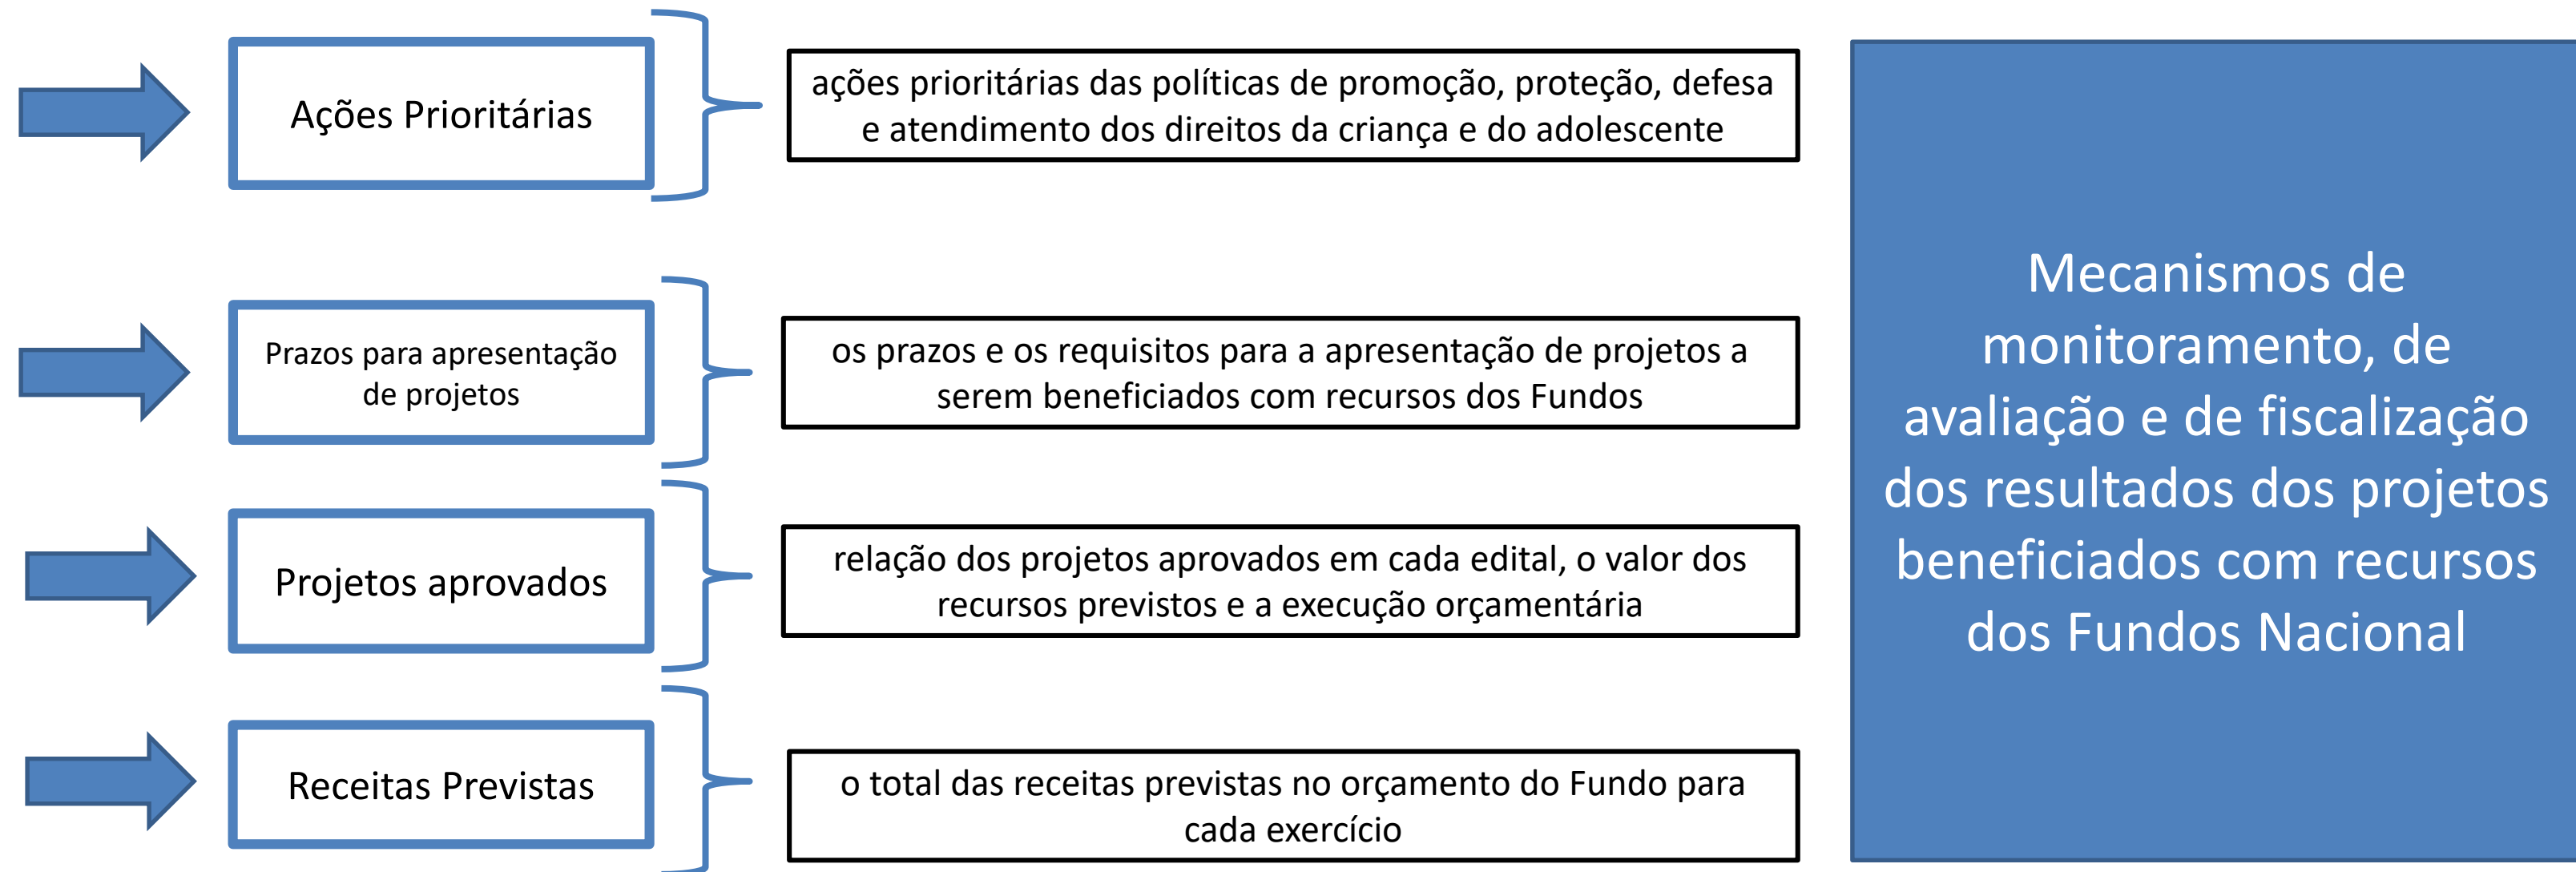 Ações Prioritárias
ações prioritárias das políticas de promoção, proteção, defesa
e atendimento dos direitos da criança e do adolescente
Prazos para apresentação
de projetos
os prazos e os requisitos para a apresentação de projetos a
serem beneficiados com recursos dos Fundos
Projetos aprovados
relação dos projetos aprovados em cada edital, o valor dos
recursos previstos e a execução orçamentária
Receitas Previstas
o total das receitas previstas no orçamento do Fundo para
cada exercício
Mecanismos de
monitoramento, de
avaliação e de fiscalização
dos resultados dos projetos
beneficiados com recursos
dos Fundos Nacional